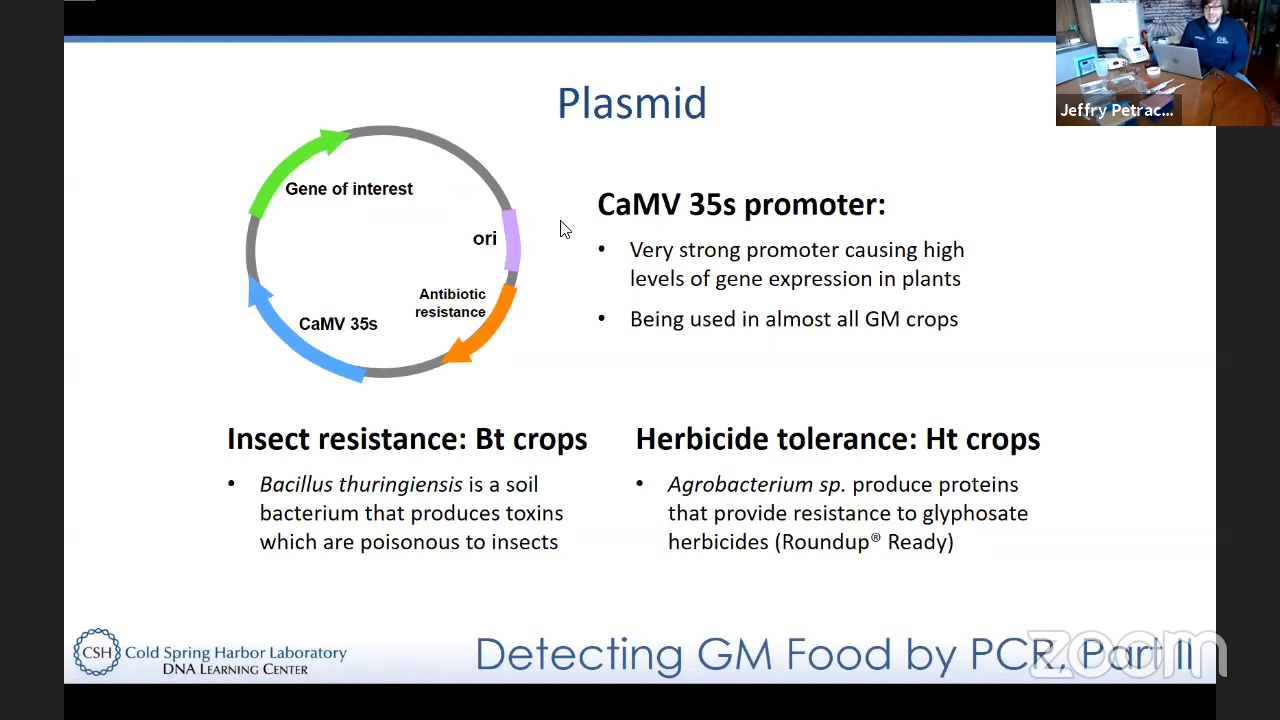 Jeffry Petrac...
Plasmid
Gene of interest
ori
Antibiotic
resistance
CaMV 35s
CaMV 35s promoter:
• Very strong promoter causing high
levels of gene expression in plants
• Being used in almost all GM crops
Insect resistance: Bt crops
• Bacillus thuringiensis is a soil
bacterium that produces toxins
which are poisonous to insects
Herbicide tolerance: Ht crops
• Agrobacterium sp. produce proteins
that provide resistance to glyphosate
herbicides (Roundup® Ready)
CSH Cold Spring Harbor Laboratory
DNA LEARNING CENTER
Detecting GM Food by PCR, Part II
zoom